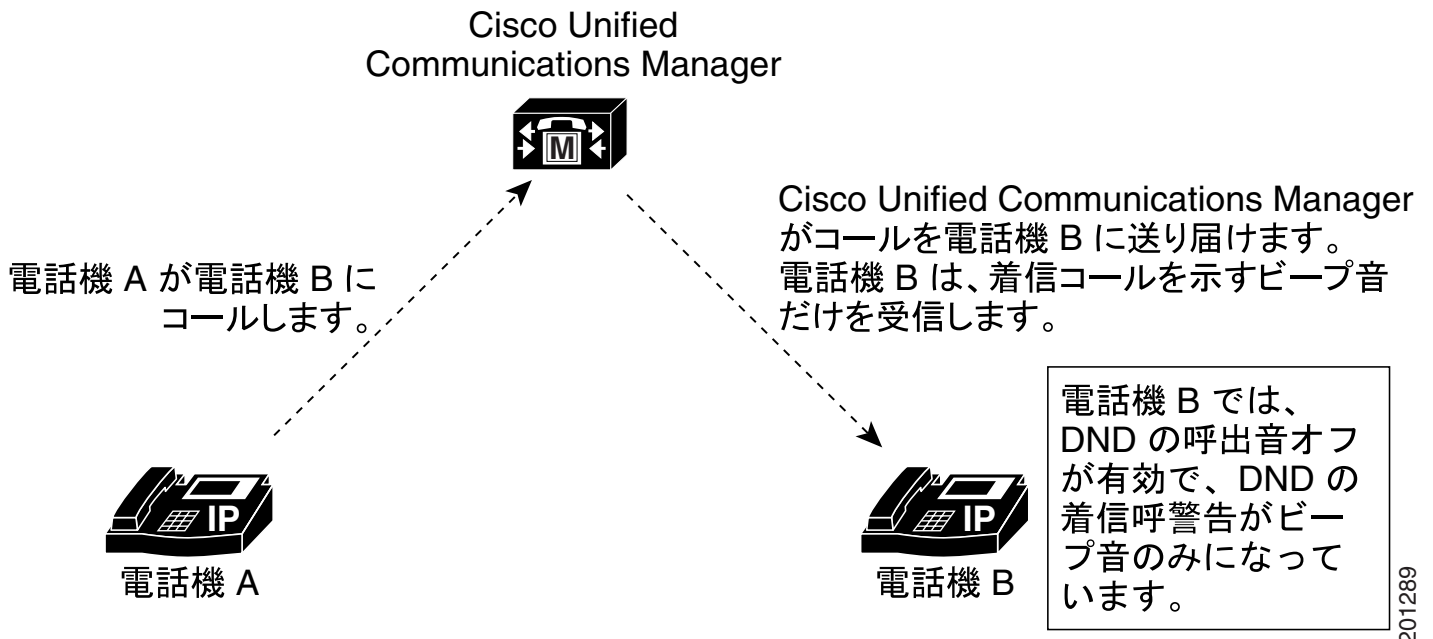 Cisco Unified
Communications Manager
M
Cisco Unified Communications Manager
がコールを電話機 B に送り届けます。
電話機 B は、着信コールを示すビープ音
だけを受信します。
電話機 A が電話機 B に
コールします。
IP
電話機 A
IP
電話機 B
電話機 B では、
DND の呼出音オフ
が有効で、DND の
着信呼警告がビー
プ音のみになって
います。
201289